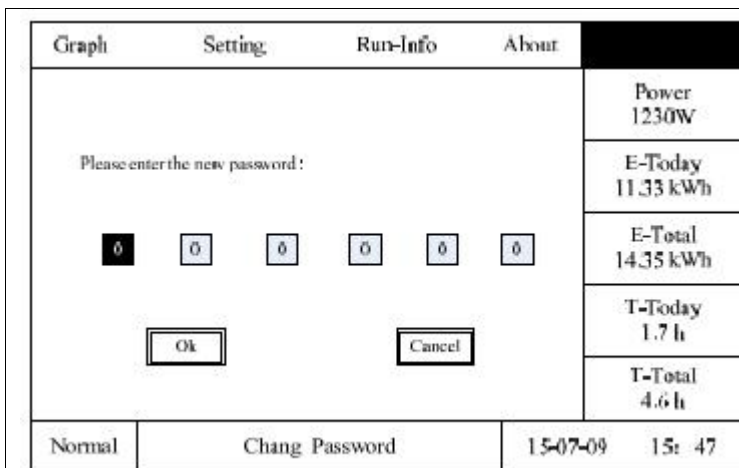 Graph Setting Run-Info About
Power
1230W
Please enter the new password :
E-Today
11.33 kWh
0 0 0 0 0 0
E-Total
14.35 kWh
T-Today
1.7 h
Ok Cancel
T-Total
4.6 h
Normal Chang Password 15-07-09 15: 47